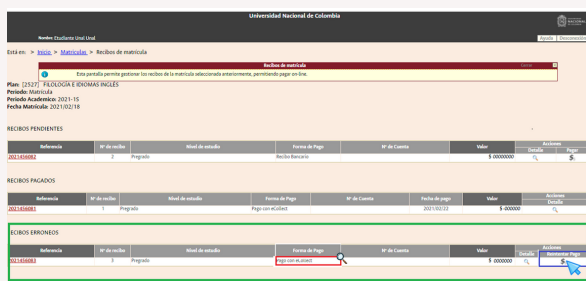 Universidad Nacional de Colombia
Nombre: Etudiante Unal Unal
Ayuda Desconexión
Está en: > Inicio > Matrículas > Recibos de matrícula
Recibos de matrícula
Cerrar
Esta pantalla permite gestionar los recibos de la matrícula seleccionada anteriormente, permitiendo pagar on-line.
Plan: [2527] FILOLOGÍA E IDIOMAS INGLÉS
Periodo: Matrícula
Periodo Academico: 2021-1S
Fecha Matrícula: 2021/02/18
RECIBOS PENDIENTES
Referencia Nº de recibo Nivel de estudio Forma de Pago Nº de Cuenta Valor Acciones
Detalle Pagar
2021456082 2 Pregrado Recibo Bancario $ 0000000 $
RECIBOS PAGADOS
Referencia Nº de recibo Nivel de estudio Forma de Pago Nº de Cuenta Fecha de pago Valor Acciones
Detalle
2021456081 1 Pregrado Pago con eCollect 2021/02/22 $ 000000
ECIBOS ERRONEOS
Referencia Nº de recibo Nivel de estudio Forma de Pago Nº de Cuenta Valor Acciones
Detalle Reintentar Pago
2021456083 3 Pregrado Pago con eCollect $ 000000 $